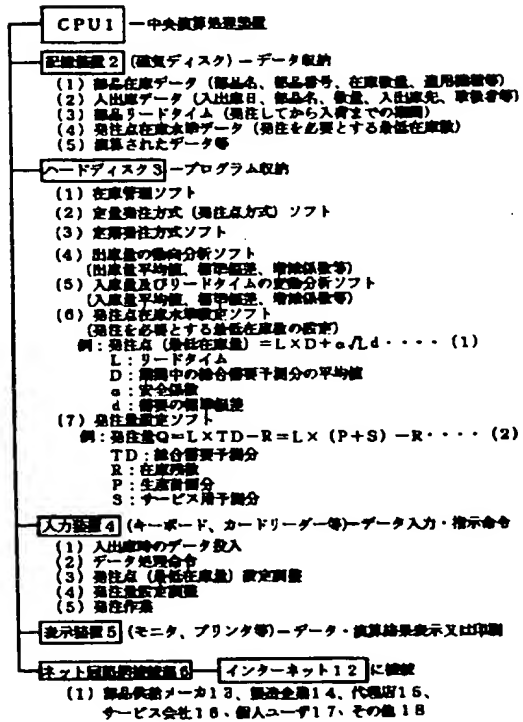 CPU1 ―中央演算処理装置
記憶装置2 (磁気ディスク) ―データ収納
(1) 部品在庫データ (部品名、部品番号、在庫数量、適用機種等)
(2) 入出庫データ (入出庫日、部品名、数量、入出庫先、取扱者等)
(3) 部品リードタイム (発注してから入荷までの期間)
(4) 発注点在庫水準データ (発注を必要とする最低在庫数)
(5) 演算されたデータ等
ハードディスク3 ―プログラム収納
(1) 在庫管理ソフト
(2) 定量発注方式 (発注点方式) ソフト
(3) 定期発注方式ソフト
(4) 出庫量の動向分析ソフト
(出庫量平均値、標準偏差、増減係数等)
(5) 入庫量及びリードタイムの変動分析ソフト
(入庫量平均値、標準偏差、増減係数等)
(6) 発注点在庫水準設定ソフト
(発注を必要とする最低在庫数の設定)
例:発注点 (最低在庫量) =L×D+α√Ld・・・・ (1)
L:リードタイム
D:期間中の総合需要予測分の平均値
α:安全係数
d:需要の標準偏差
(7) 発注量設定ソフト
例:発注量Q=L×TD−R=L× (P+S) −R・・・・ (2)
TD:総合需要予測分
R:在庫残数
P:生産計画分
S:サービス用予測分
入力装置4 (キーボード、カードリーダー等)―データ入力・指示命令
(1) 入出庫時のデータ投入
(2) データ処理命令
(3) 発注点 (最低在庫量) 設定調整
(4) 発注量設定調整
(5) 発注作業
表示装置5 (モニタ、プリンタ等)―データ・演算結果表示又は印刷
ネット回路網接続部6 ― インターネット12 に接続
(1) 部品供給メーカ13、製造企業14、代理店15、
サービス会社16、個人ユーザ17、その他18